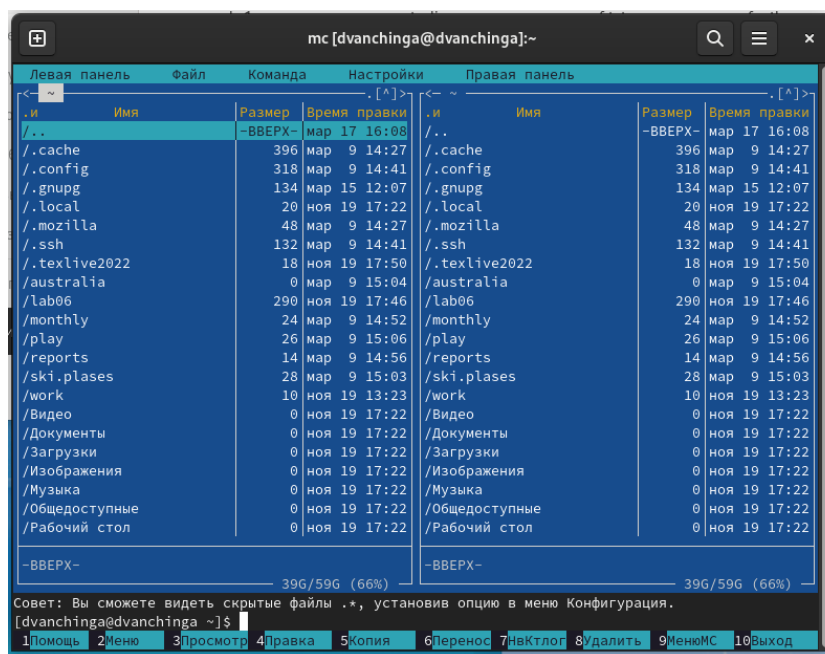 mc [dvanchinga@dvanchinga]:~
Левая панель Файл Команда Настройки Правая панель
<— ~ .[^]> <— ~ .[^]>
.и Имя Размер Время правки .и Имя Размер Время правки
/.. -ВВЕРХ- мар 17 16:08 /.. -ВВЕРХ- мар 17 16:08
/.cache 396 мар 9 14:27 /.cache 396 мар 9 14:27
/.config 318 мар 9 14:41 /.config 318 мар 9 14:41
/.gnupg 134 мар 15 12:07 /.gnupg 134 мар 15 12:07
/.local 20 ноя 19 17:22 /.local 20 ноя 19 17:22
/.mozilla 48 мар 9 14:27 /.mozilla 48 мар 9 14:27
/.ssh 132 мар 9 14:41 /.ssh 132 мар 9 14:41
/.texlive2022 18 ноя 19 17:50 /.texlive2022 18 ноя 19 17:50
/australia 0 мар 9 15:04 /australia 0 мар 9 15:04
/lab06 290 ноя 19 17:46 /lab06 290 ноя 19 17:46
/monthly 24 мар 9 14:52 /monthly 24 мар 9 14:52
/play 26 мар 9 15:06 /play 26 мар 9 15:06
/reports 14 мар 9 14:56 /reports 14 мар 9 14:56
/ski.plases 28 мар 9 15:03 /ski.plases 28 мар 9 15:03
/work 10 ноя 19 13:23 /work 10 ноя 19 13:23
/Видео 0 ноя 19 17:22 /Видео 0 ноя 19 17:22
/Документы 0 ноя 19 17:22 /Документы 0 ноя 19 17:22
/Загрузки 0 ноя 19 17:22 /Загрузки 0 ноя 19 17:22
/Изображения 0 ноя 19 17:22 /Изображения 0 ноя 19 17:22
/Музыка 0 ноя 19 17:22 /Музыка 0 ноя 19 17:22
/Общедоступные 0 ноя 19 17:22 /Общедоступные 0 ноя 19 17:22
/Рабочий стол 0 ноя 19 17:22 /Рабочий стол 0 ноя 19 17:22
-ВВЕРХ- -ВВЕРХ-
39G/59G (66%) 39G/59G (66%)
Совет: Вы сможете видеть скрытые файлы .*, установив опцию в меню Конфигурация.
[dvanchinga@dvanchinga ~]$
1Помощь 2Меню 3Просмотр 4Правка 5Копия 6Перенос 7НвКтлог 8Удалить 9МенюМС 10Выход